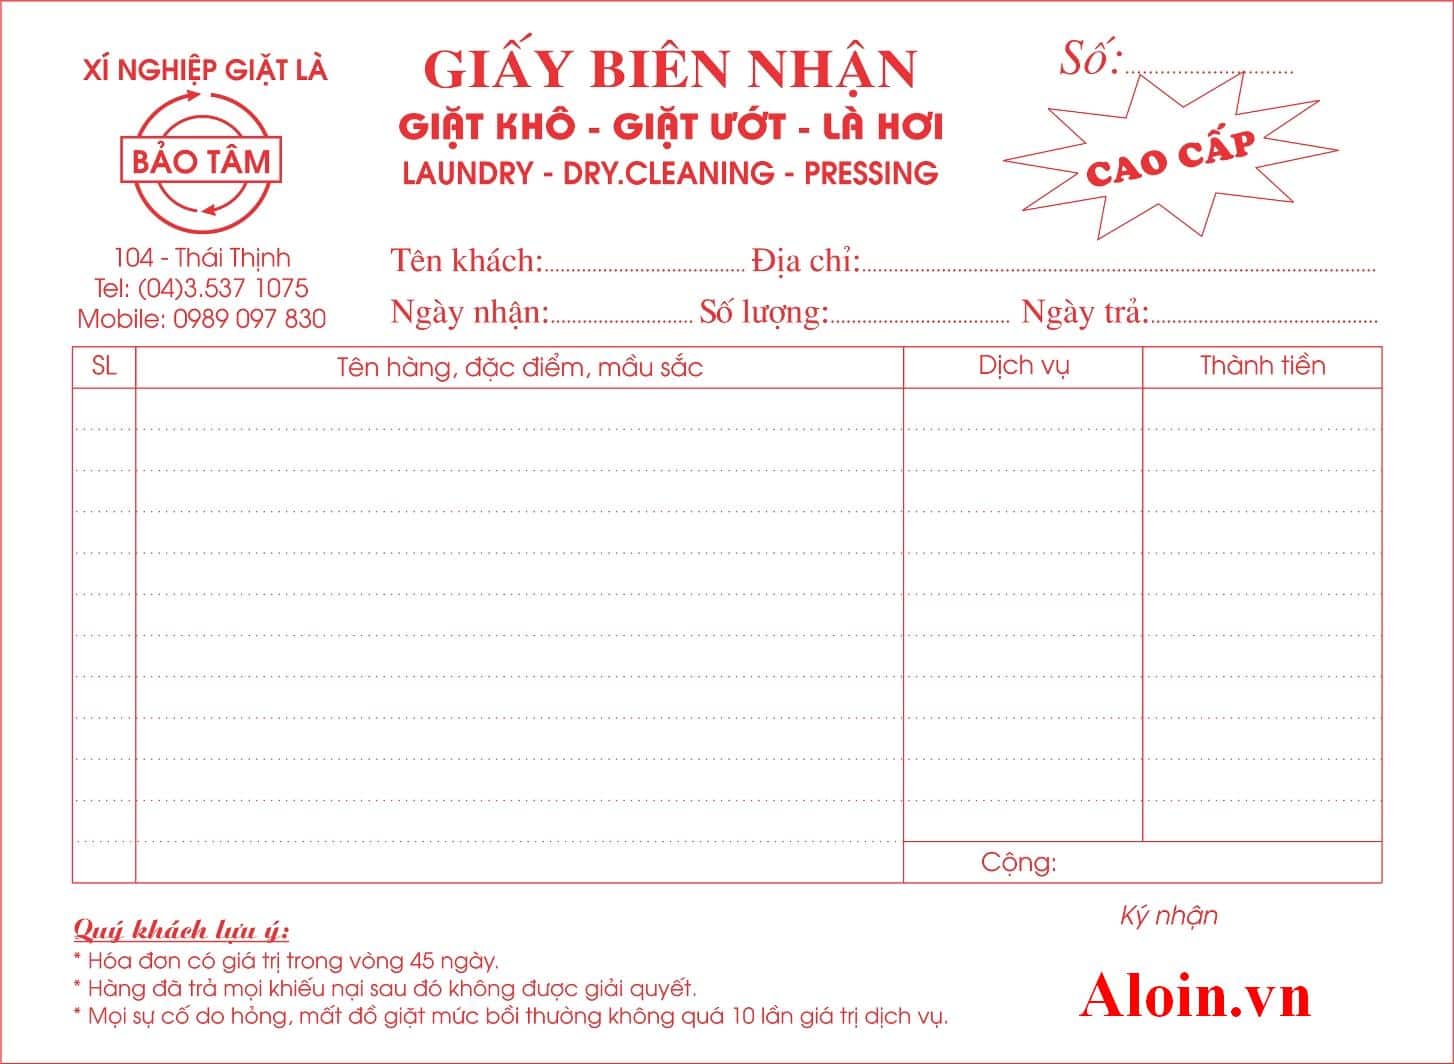 XÍ NGHIỆP GIẶT LÀ
BẢO TÂM
104 - Thái Thịnh
Tel: (04)3.537 1075
Mobile: 0989 097 830
GIẤY BIÊN NHẬN
GIẶT KHÔ - GIẶT ƯỚT - LÀ HƠI
LAUNDRY - DRY.CLEANING - PRESSING
Số:
CAO CẤP
Tên khách: Địa chỉ:
Ngày nhận: Số lượng: Ngày trả:
SL Tên hàng, đặc điểm, mầu sắc Dịch vụ Thành tiền
Cộng:
Ký nhận
Quý khách lựu ý:
* Hóa đơn có giá trị trong vòng 45 ngày.
* Hàng đã trả mọi khiếu nại sau đó không được giải quyết.
* Mọi sự cố do hỏng, mất đồ giặt mức bồi thường không quá 10 lần giá trị dịch vụ.
Aloin.vn